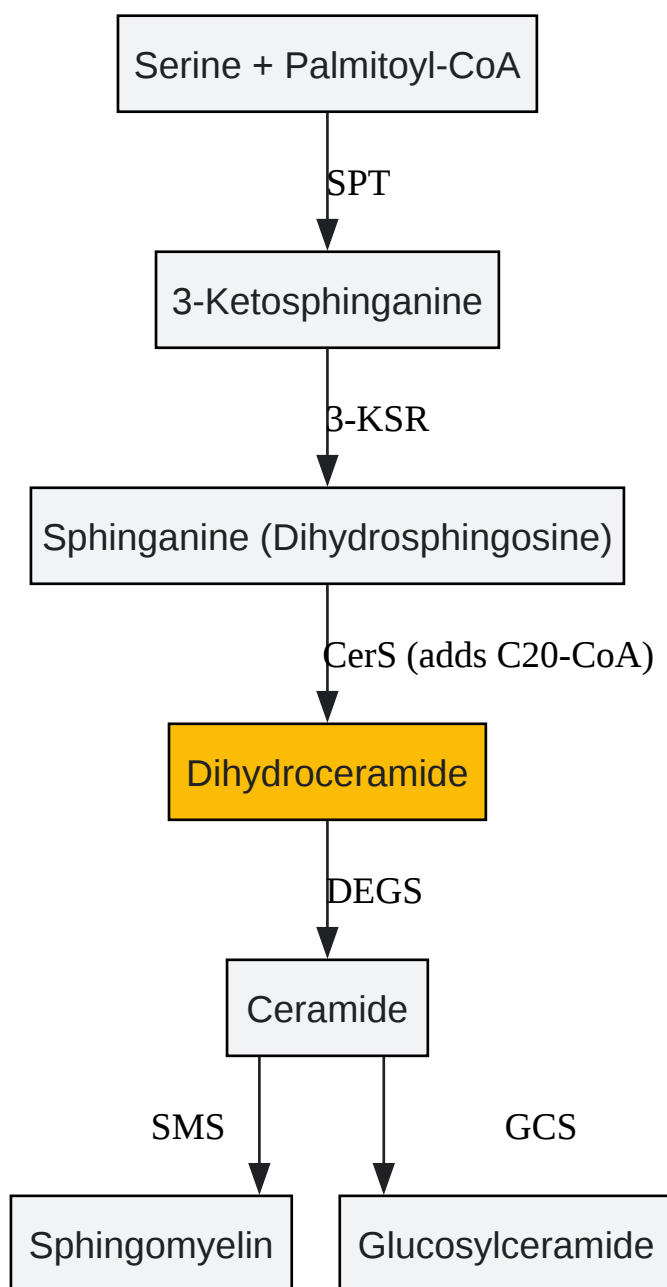 Serine + Palmitoyl-CoA
SPT
3-Ketosphinganine
3-KSR
Sphinganine (Dihydrosphingosine)
CerS (adds C20-CoA)
Dihydroceramide
DEGS
Ceramide
SMS
GCS
Sphingomyelin
Glucosylceramide